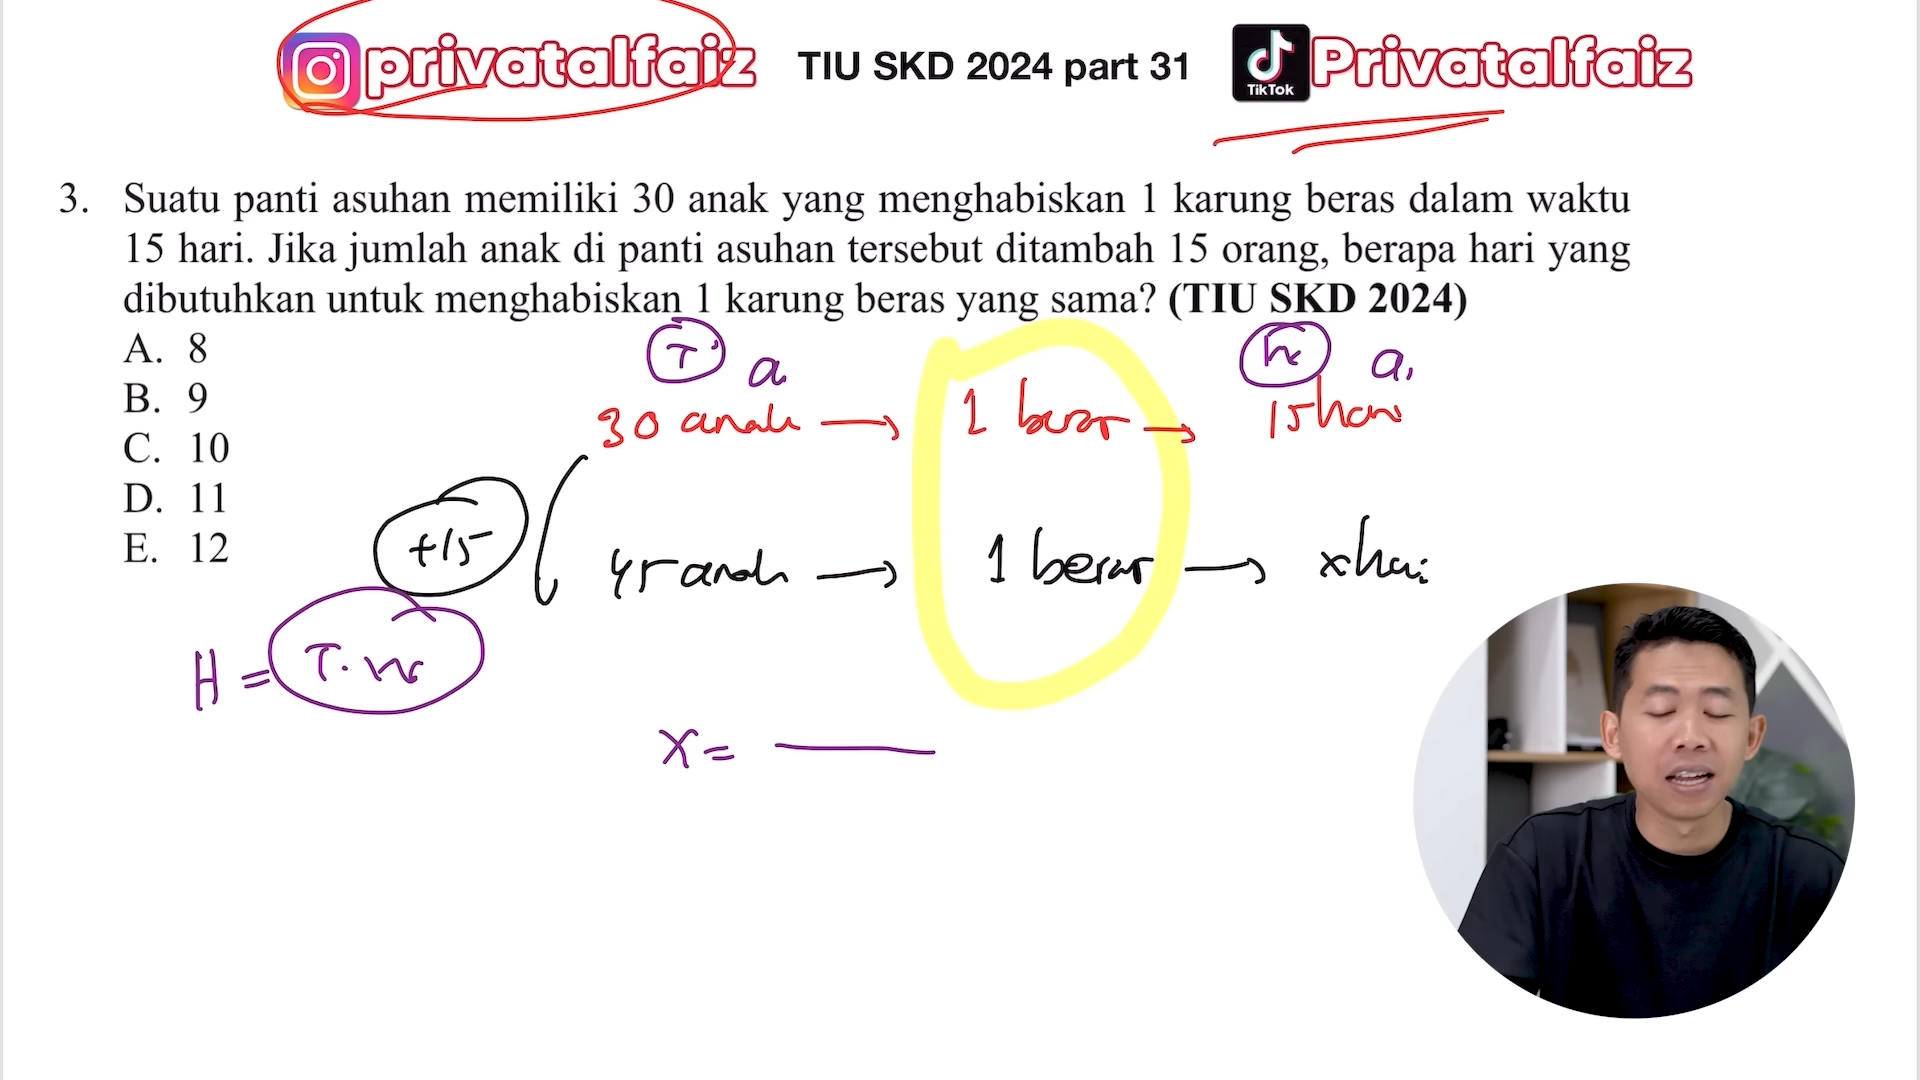 privatalfaiz TIU SKD 2024 part 31 TikTok Privatalfaiz
3. Suatu panti asuhan memiliki 30 anak yang menghabiskan 1 karung beras dalam waktu
15 hari. Jika jumlah anak di panti asuhan tersebut ditambah 15 orang, berapa hari yang
dibutuhkan untuk menghabiskan 1 karung beras yang sama? (TIU SKD 2024)
A. 8
B. 9
C. 10
D. 11
E. 12
T a W a
30 anak → 1 beras → 15 hari
+15
45 anak → 1 beras → x hari
H = T. W
x =